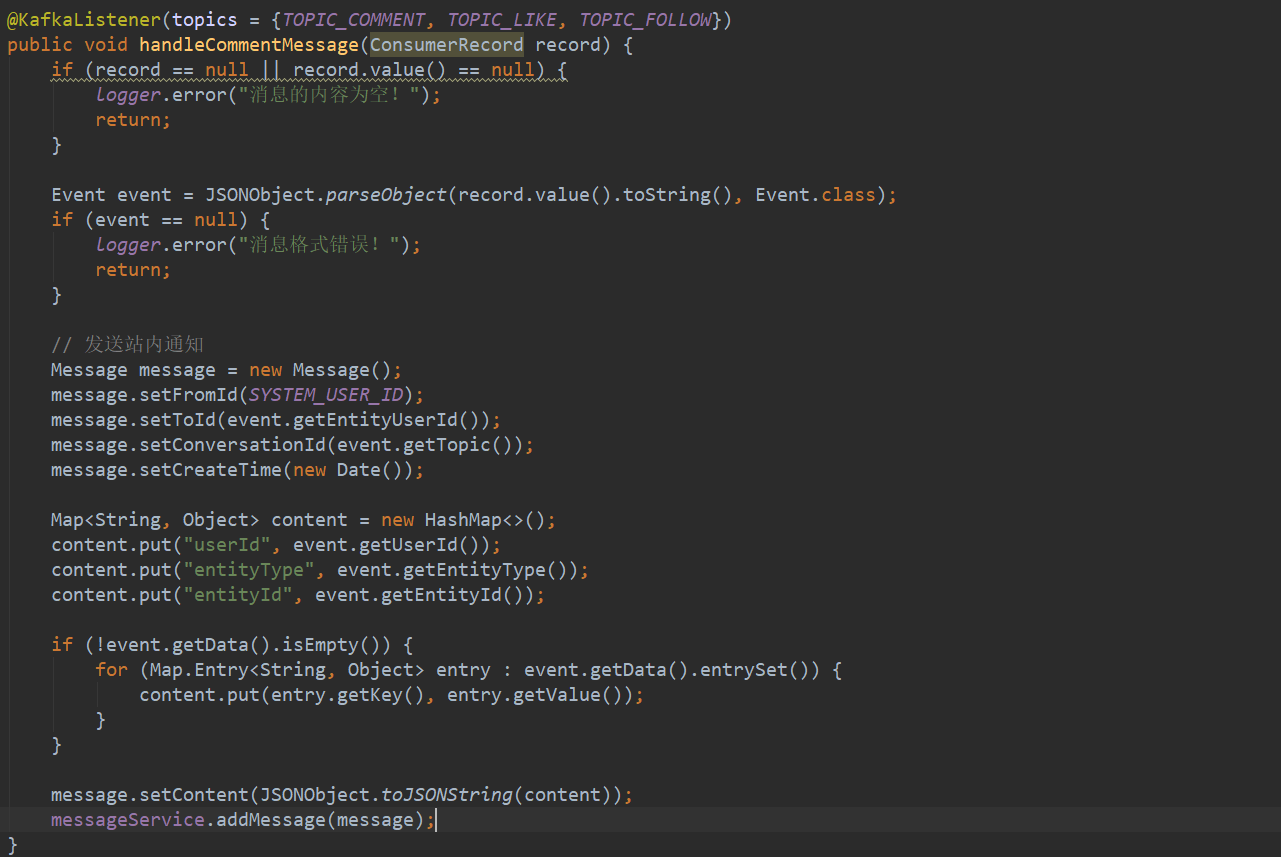 @KafkaListener(topics = {TOPIC_COMMENT, TOPIC_LIKE, TOPIC_FOLLOW})
public void handleCommentMessage(ConsumerRecord record) {
if (record == null || record.value() == null) {
logger.error("消息的内容为空！");
return;
}
Event event = JSONObject.parseObject(record.value().toString(), Event.class);
if (event == null) {
logger.error("消息格式错误！");
return;
}
// 发送站内通知
Message message = new Message();
message.setFromId(SYSTEM_USER_ID);
message.setToId(event.getEntityUserId());
message.setConversationId(event.getTopic());
message.setCreateTime(new Date());
Map<String, Object> content = new HashMap<>();
content.put("userId", event.getUserId());
content.put("entityType", event.getEntityType());
content.put("entityId", event.getEntityId());
if (!event.getData().isEmpty()) {
for (Map.Entry<String, Object> entry : event.getData().entrySet()) {
content.put(entry.getKey(), entry.getValue());
}
}
message.setContent(JSONObject.toJSONString(content));
messageService.addMessage(message);
}